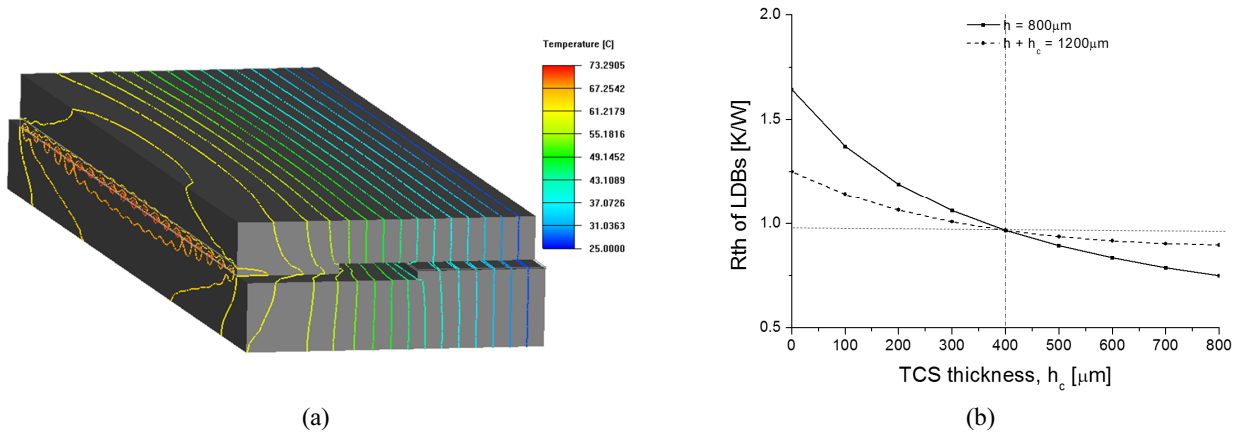 Temperature [C]
73.2905
67.2542
61.2179
55.1816
49.1452
43.1089
37.0726
31.0363
25.0000
(a)
2.0
1.5
1.0
0.5
Rth of LDBs [K/W]
h = 800μm
h + h_c = 1200μm
0 100 200 300 400 500 600 700 800
TCS thickness, h_c [μm]
(b)